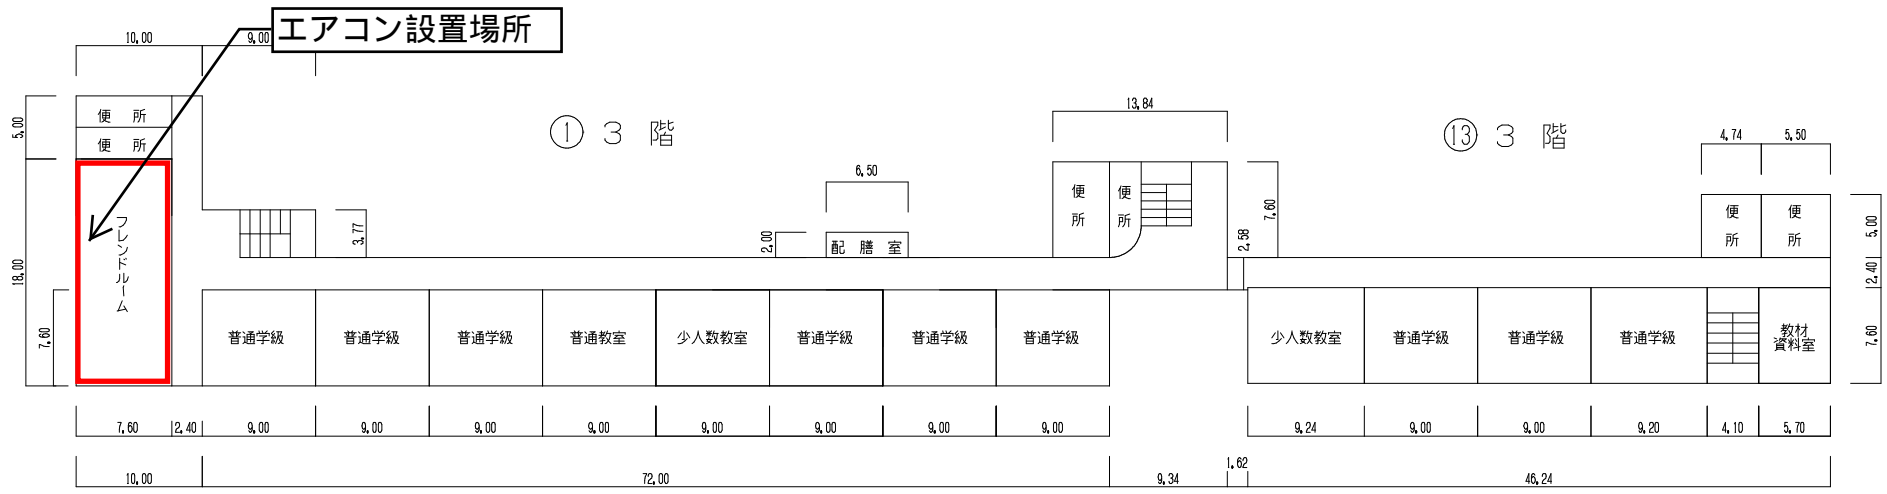 エアコン設置場所
10.00
9.00
5.00
便 所
便 所
① 3 階
13.84
⑬ 3 階
4.74
5.50
6.50
便所
便所
7.60
便所
便所
5.00
18.00
フレンドルーム
3.77
2.00
配 膳 室
2.58
2.40
7.60
普通学級
普通学級
普通学級
普通教室
少人数教室
普通学級
普通学級
普通学級
少人数教室
普通学級
普通学級
普通学級
教材
資料室
7.60
7.60
2.40
9.00
9.00
9.00
9.00
9.00
9.00
9.00
9.00
9.24
9.00
9.00
9.20
4.10
5.70
10.00
72.00
9.34
1.62
46.24